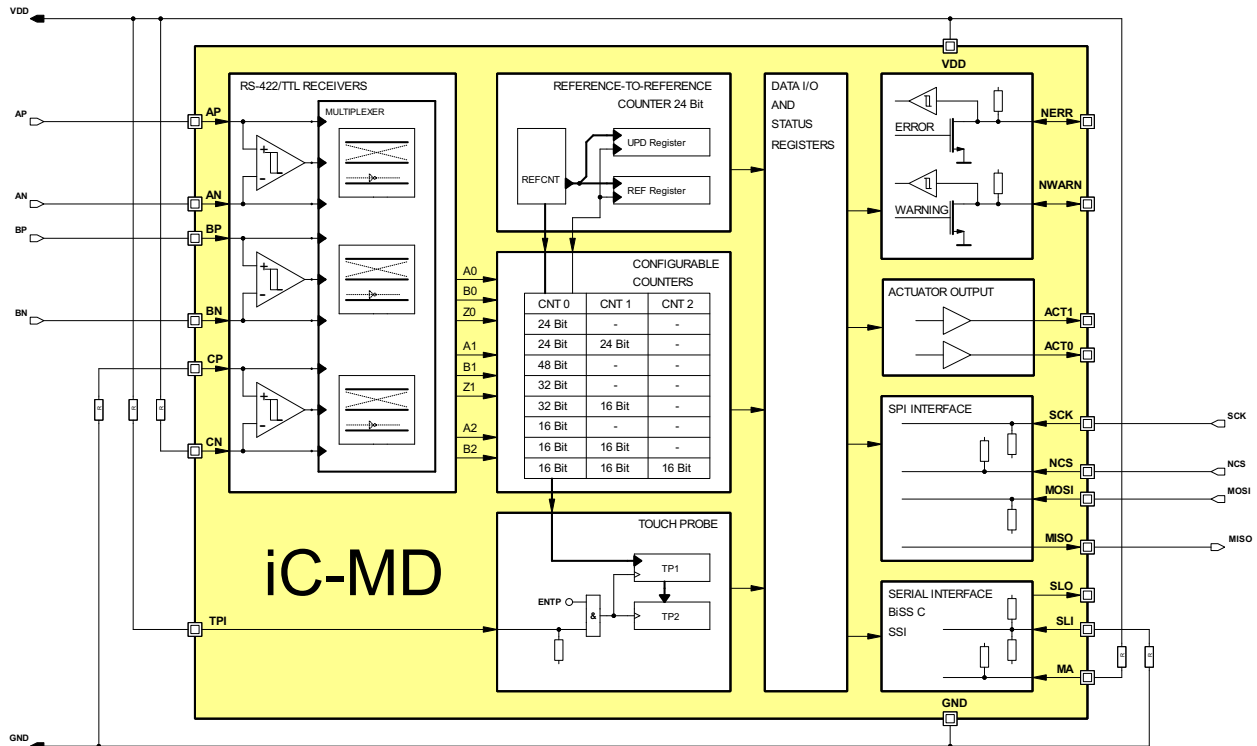 VDD
VDD
RS-422/TTL RECEIVERS
MULTIPLEXER
AP
AP
AN
AN
BP
BP
BN
BN
CP
CN
R
R
R
A0
B0
Z0
A1
B1
Z1
A2
B2
REFERENCE-TO-REFERENCE
COUNTER 24 Bit
REFCNT
UPD Register
REF Register
CONFIGURABLE
COUNTERS
CNT 0 CNT 1 CNT 2
24 Bit - -
24 Bit 24 Bit -
48 Bit - -
32 Bit - -
32 Bit 16 Bit -
16 Bit - -
16 Bit 16 Bit -
16 Bit 16 Bit 16 Bit
TOUCH PROBE
TP1
TP2
ENTP
&
iC-MD
TPI
DATA I/O
AND
STATUS
REGISTERS
ERROR
NERR
WARNING
NWARN
ACTUATOR OUTPUT
ACT1
ACT0
SPI INTERFACE
SCK
SCK
NCS
NCS
MOSI
MOSI
MISO
MISO
SERIAL INTERFACE
BiSS C
SSI
SLO
SLI
MA
R
R
GND
GND